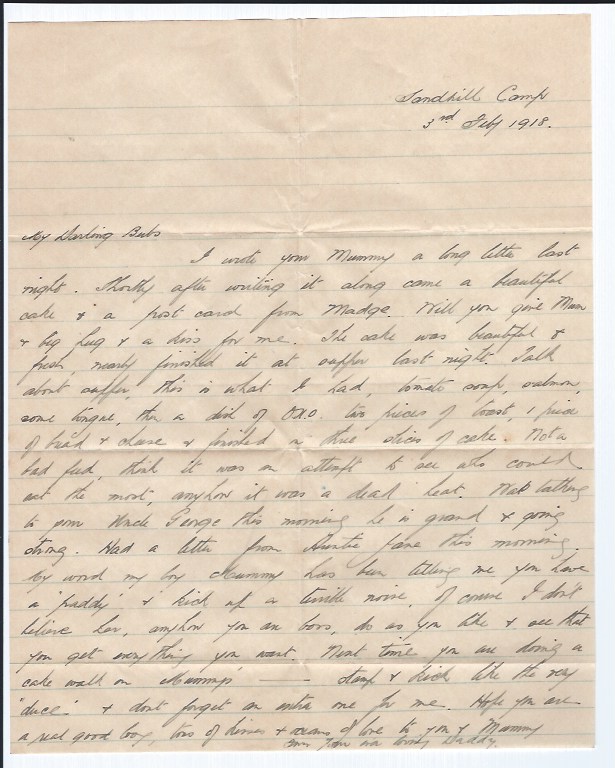 Sandhill Camp
3rd Feby 1918.
My Darling Bubs
I wrote your Mummy a long letter last
night. Shortly after writing it along came a beautiful
cake & a post card from Madge. Will you give Mum
a big hug & a kiss for me. The cake was beautiful &
fresh, nearly finished it at supper last night. Talk
about supper, this is what I had, tomato soup, salmon,
some tongue, then a dish of OXO. two pieces of toast, 1 piece
of bread & cheese & finished on three slices of cake. Not a
bad feed, think it was an attempt to see who could
eat the most, anyhow it was a dead heat. Was talking
to your Uncle George this morning he is grand & going
strong. Had a letter from Auntie Jane this morning.
My word my boy Mummy has been telling me you have
a "paddy" & kick up a terrible noise, of course I don't
believe her, anyhow you are boss, do as you like & see that
you get everything you want. Next time you are doing a
'cake walk on Mummy' —— stamp & kick like the very
"duce" & don't forget an extra one for me. Hope you are
a real good boy, tons of kisses & oceans of love to you & Mummy
from your loving Daddy.